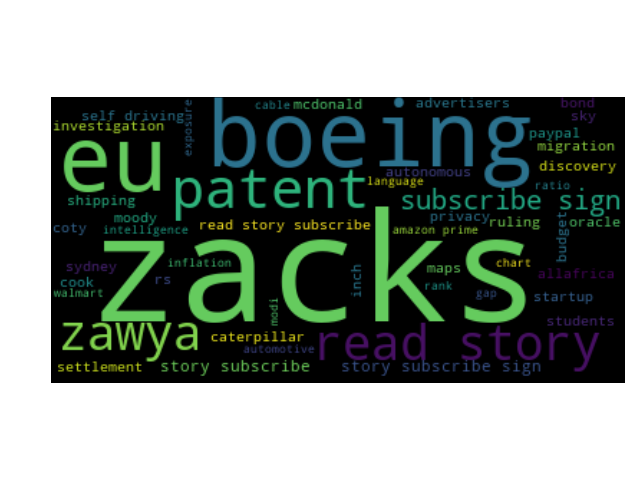 cable mcdonald advertisers bond
self driving exposure boeing sky
investigation eu paypal
migration
patent autonomous discovery
language ratio
shipping subscribe sign
moody read story subscribe privacy ruling oracle
coty intelligence amazon prime budget
zacks
sydney inflation maps chart allafrica
cook rs inch rank gap startup
walmart
modi students
zawya caterpillar read story
automotive
settlement story subscribe story subscribe sign